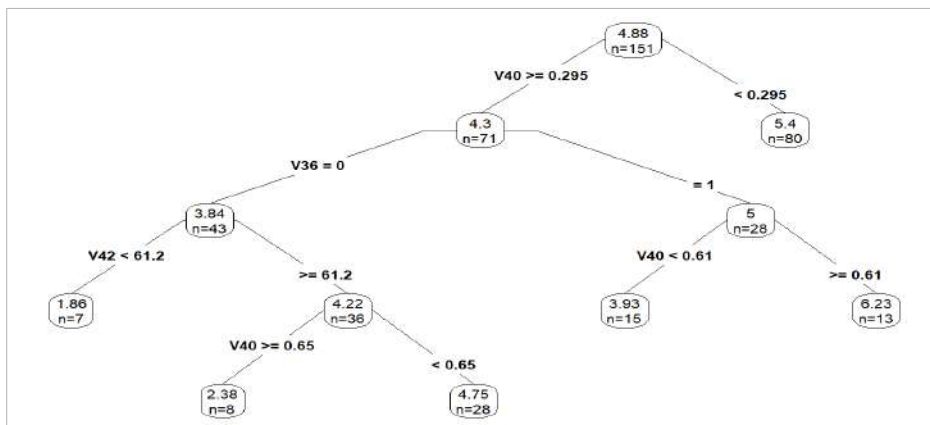 4.88
n=151
V40 >= 0.295
< 0.295
4.3
n=71
5.4
n=80
V36 = 0
= 1
3.84
n=43
5
n=28
V42 < 61.2
>= 61.2
V40 < 0.61
>= 0.61
1.86
n=7
4.22
n=36
3.93
n=15
6.23
n=13
V40 >= 0.65
< 0.65
2.38
n=8
4.75
n=28